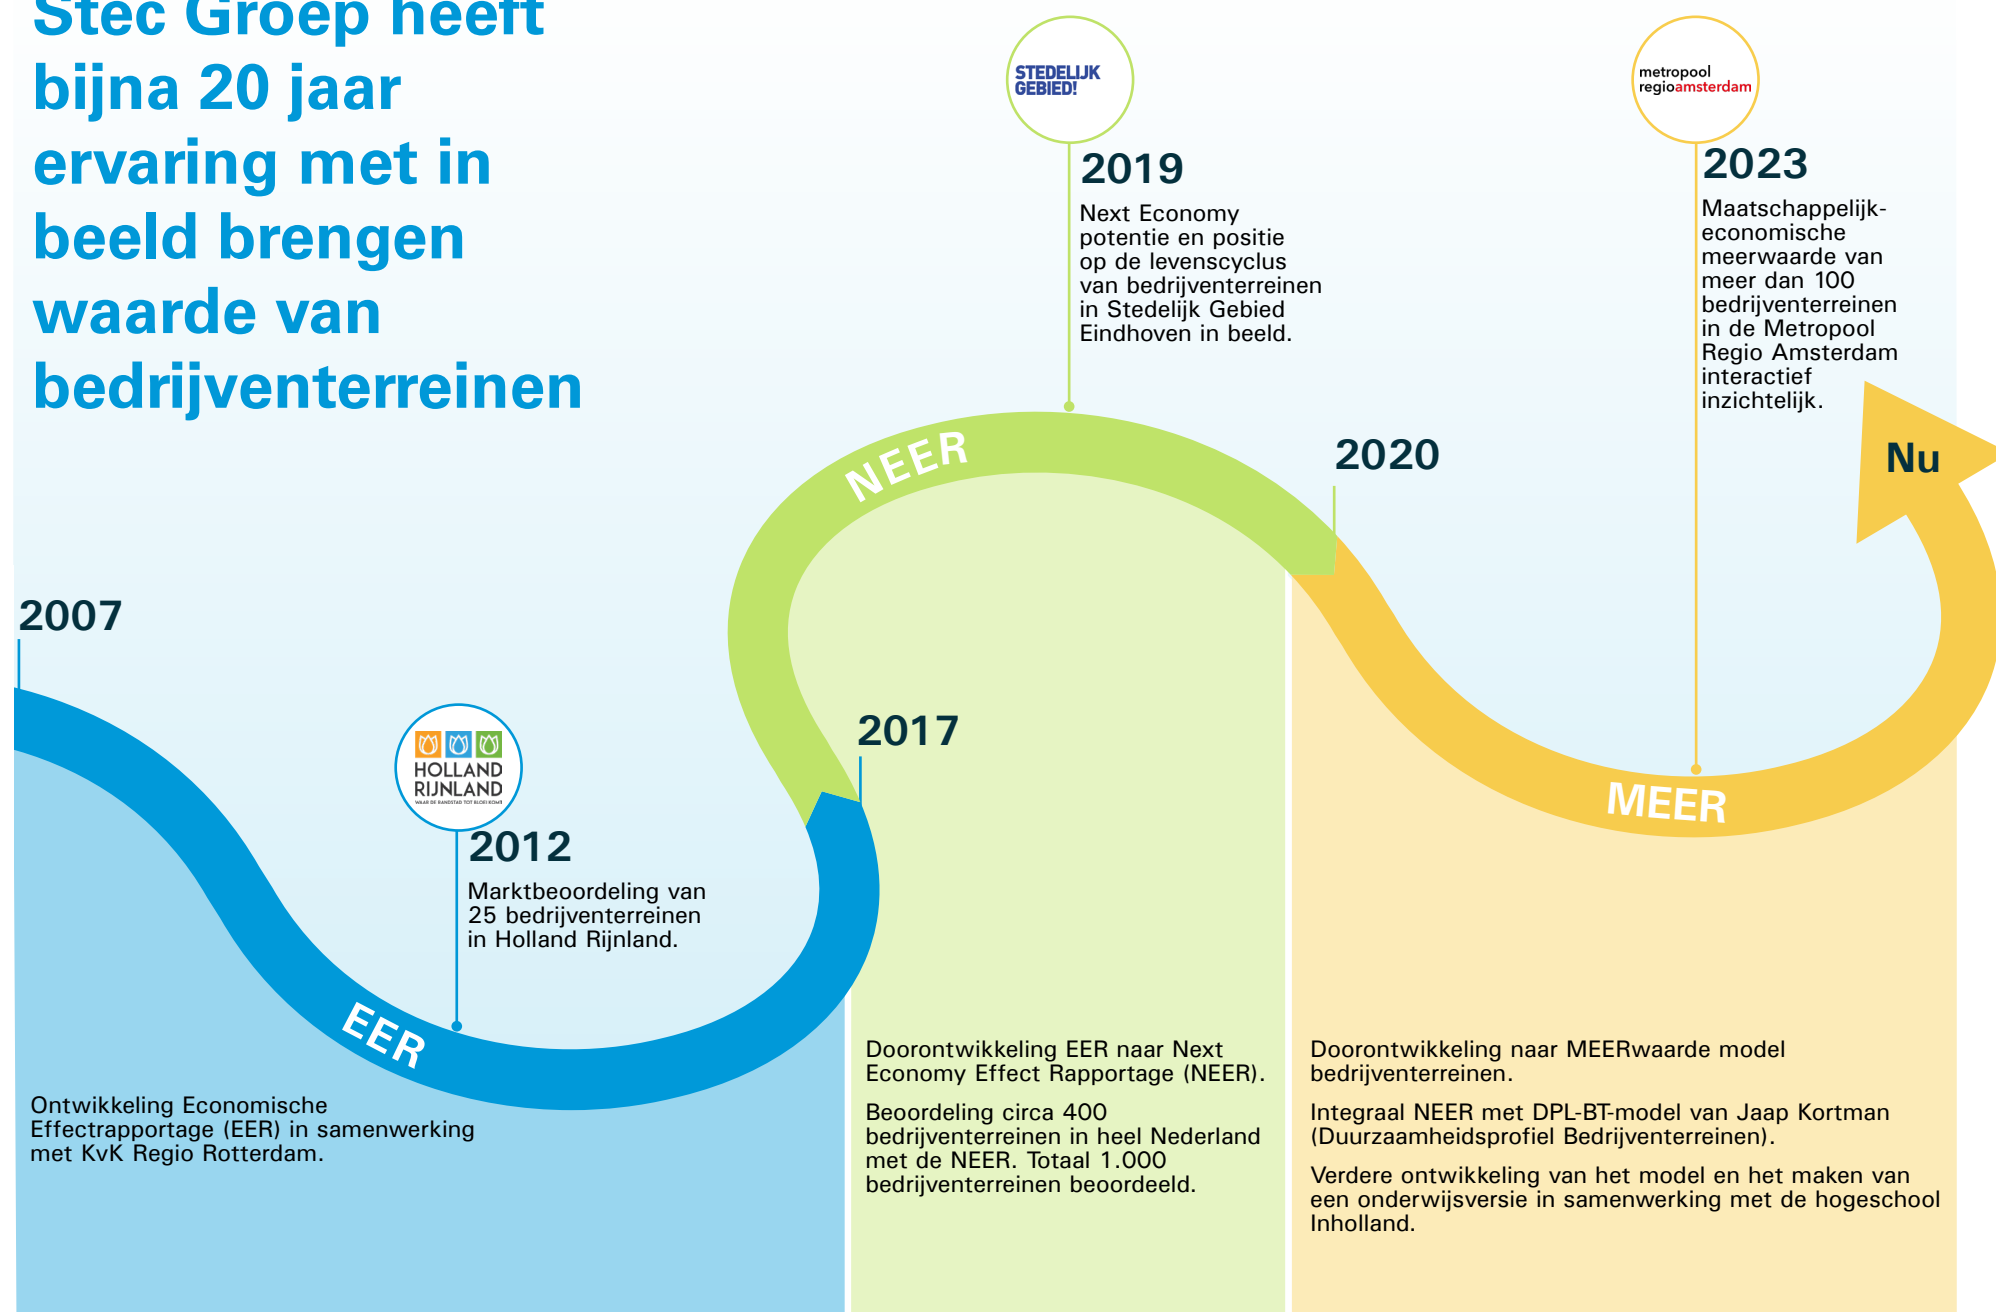 Stec Groep heeft
bijna 20 jaar
ervaring met in
beeld brengen
waarde van
bedrijventerreinen
2007
EER
Ontwikkeling Economische
Effectrapportage (EER) in samenwerking
met KvK Regio Rotterdam.
HOLLAND
RIJNLAND
WAAR DE RANDSTAD TOT BLOEI KOMT
2012
Marktbeoordeling van
25 bedrijventerreinen
in Holland Rijnland.
2017
NEER
Doorontwikkeling EER naar Next
Economy Effect Rapportage (NEER).
Beoordeling circa 400
bedrijventerreinen in heel Nederland
met de NEER. Totaal 1.000
bedrijventerreinen beoordeeld.
STEDELIJK
GEBIED!
2019
Next Economy
potentie en positie
op de levenscyclus
van bedrijventerreinen
in Stedelijk Gebied
Eindhoven in beeld.
2020
MEER
Doorontwikkeling naar MEERwaarde model
bedrijventerreinen.
Integraal NEER met DPL-BT-model van Jaap Kortman
(Duurzaamheidsprofiel Bedrijventerreinen).
Verdere ontwikkeling van het model en het maken van
een onderwijsversie in samenwerking met de hogeschool
Inholland.
metropool
regioamsterdam
2023
Maatschappelijk-
economische
meerwaarde van
meer dan 100
bedrijventerreinen
in de Metropool
Regio Amsterdam
interactief
inzichtelijk.
Nu